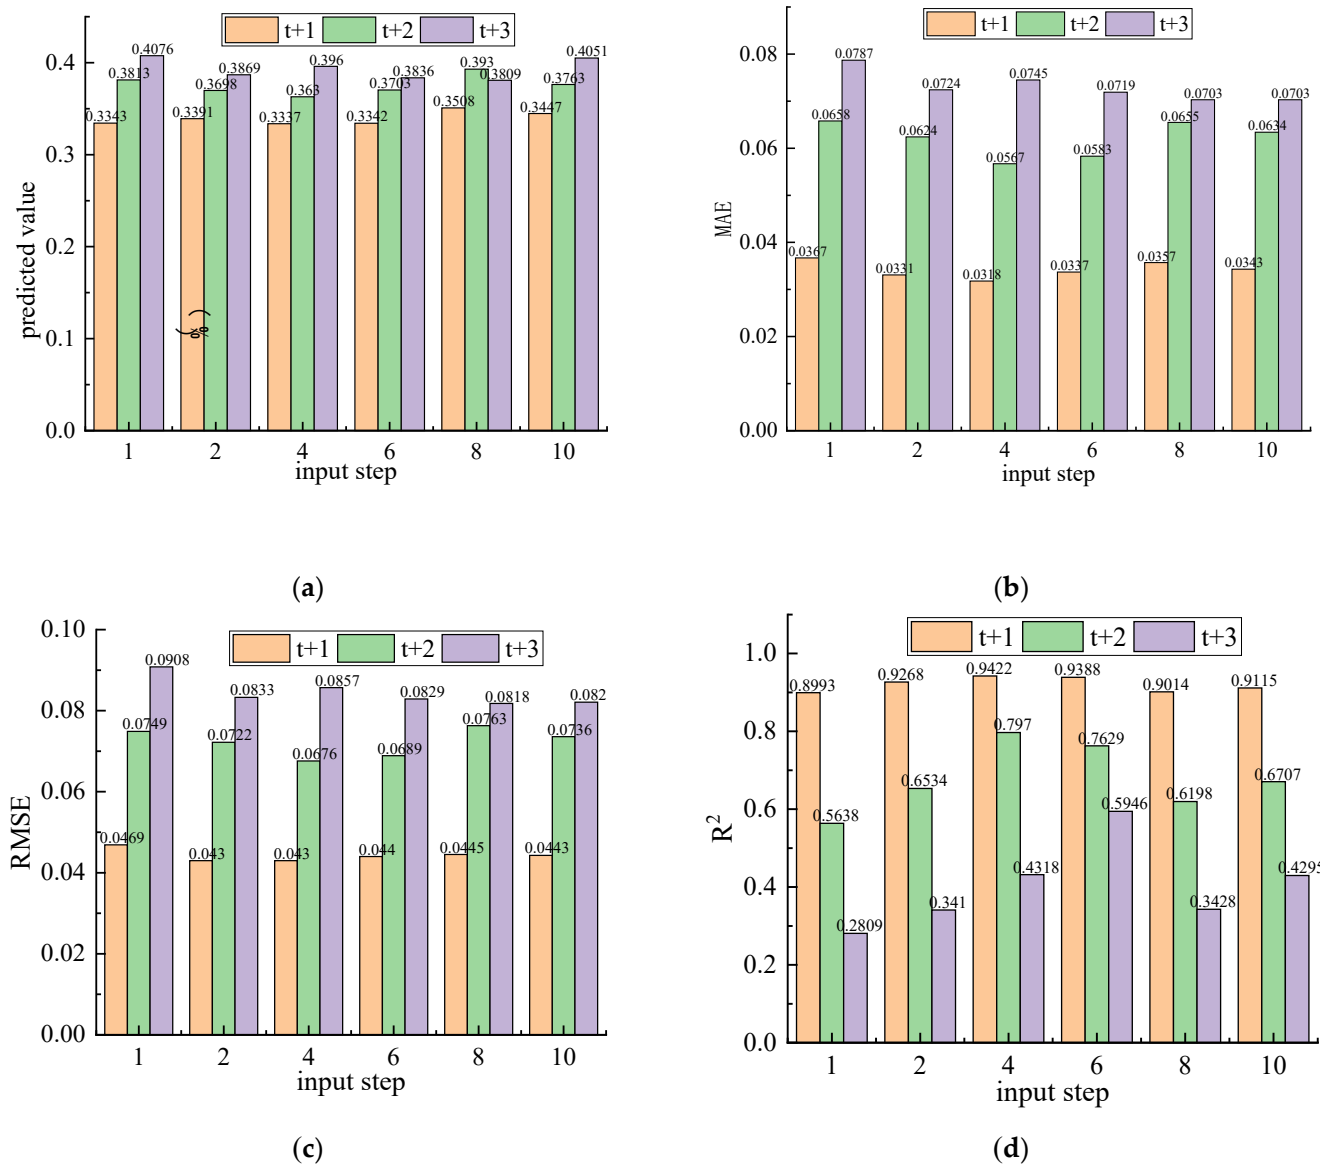 t+1 t+2 t+3
predicted value
(%)
0.4
0.3
0.2
0.1
0.0
0.3343 0.3813 0.4076
0.3391 0.3698 0.3869
0.3337 0.363 0.396
0.3342 0.3703 0.3836
0.3508 0.393 0.3809
0.3447 0.3763 0.4051
1 2 4 6 8 10
input step
(a)
t+1 t+2 t+3
MAE
0.08
0.06
0.04
0.02
0.00
0.0367 0.0658 0.0787
0.0331 0.0624 0.0724
0.0318 0.0567 0.0745
0.0337 0.0583 0.0719
0.0357 0.0655 0.0703
0.0343 0.0634 0.0703
1 2 4 6 8 10
input step
(b)
t+1 t+2 t+3
RMSE
0.10
0.08
0.06
0.04
0.02
0.00
0.0469 0.0749 0.0908
0.043 0.0722 0.0833
0.043 0.0676 0.0857
0.044 0.0689 0.0829
0.0445 0.0763 0.0818
0.0443 0.0736 0.082
1 2 4 6 8 10
input step
(c)
t+1 t+2 t+3
R²
1.0
0.8
0.6
0.4
0.2
0.0
0.8993 0.5638 0.2809
0.9268 0.6534 0.341
0.9422 0.797 0.4318
0.9388 0.7629 0.5946
0.9014 0.6198 0.3428
0.9115 0.6707 0.4295
1 2 4 6 8 10
input step
(d)